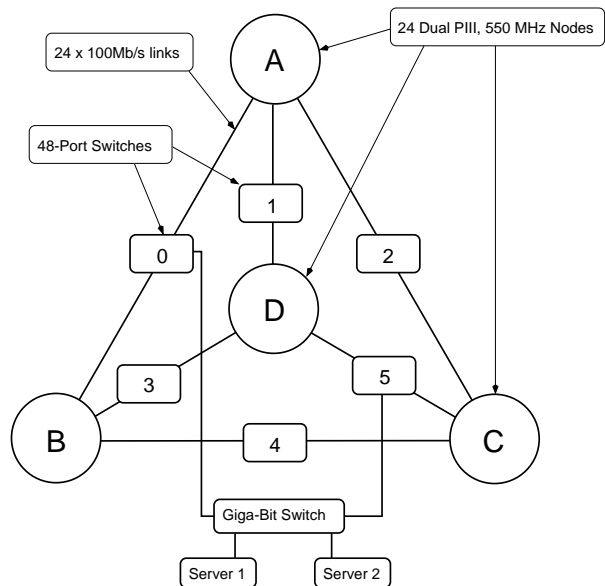 24 Dual PIII, 550 MHz Nodes
A
24 x 100Mb/s links
48-Port Switches
1
0
2
D
3
5
B
4
C
Giga-Bit Switch
Server 1
Server 2